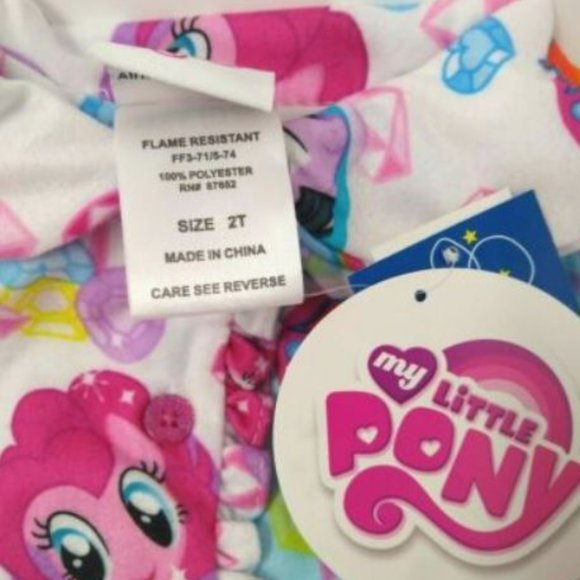 FLAME RESISTANT
FF3-71/5-74
100% POLYESTER
RN# 87652
SIZE 2T
MADE IN CHINA
CARE SEE REVERSE
my
LITTLE
PONY